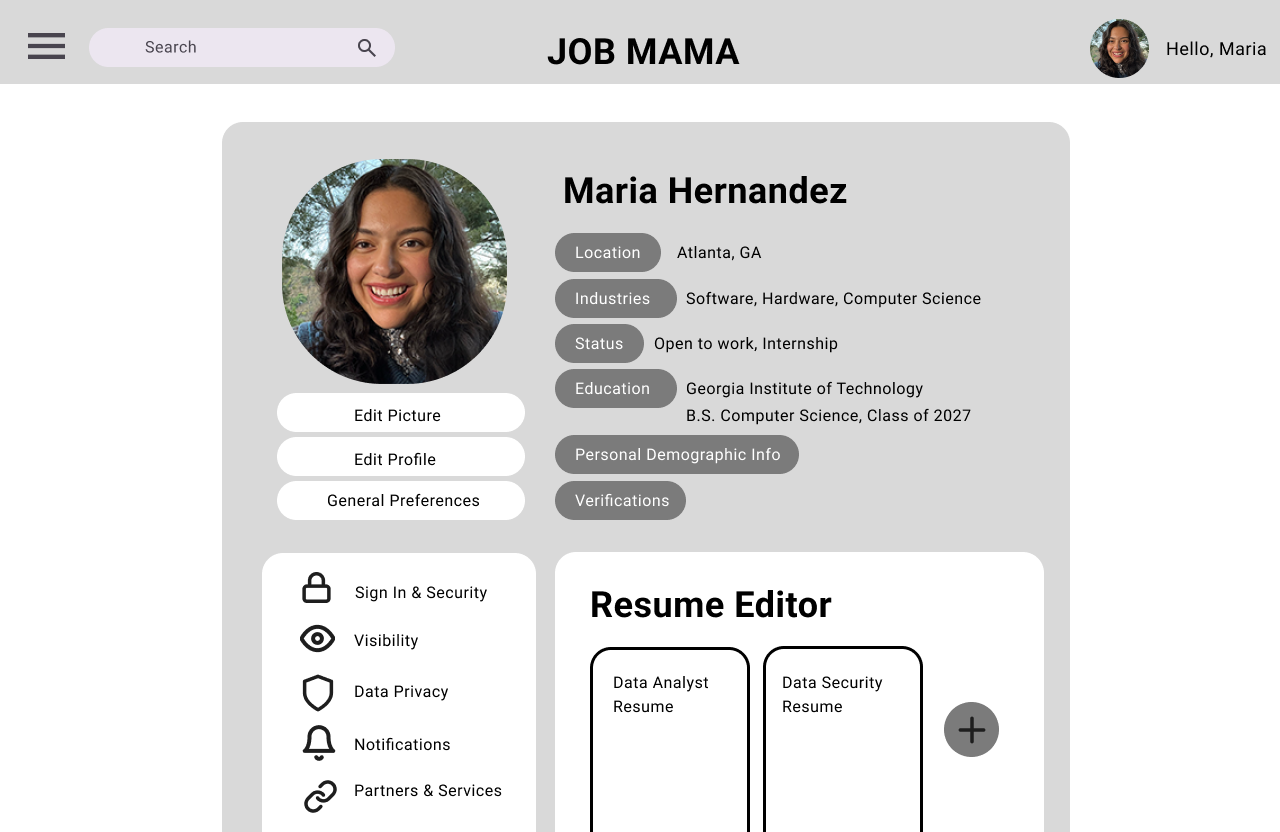 Search
JOB MAMA
Hello, Maria
Maria Hernandez
Location
Atlanta, GA
Industries
Software, Hardware, Computer Science
Status
Open to work, Internship
Education
Georgia Institute of Technology
B.S. Computer Science, Class of 2027
Personal Demographic Info
Verifications
Edit Picture
Edit Profile
General Preferences
Sign In & Security
Visibility
Data Privacy
Notifications
Partners & Services
Resume Editor
Data Analyst
Resume
Data Security
Resume